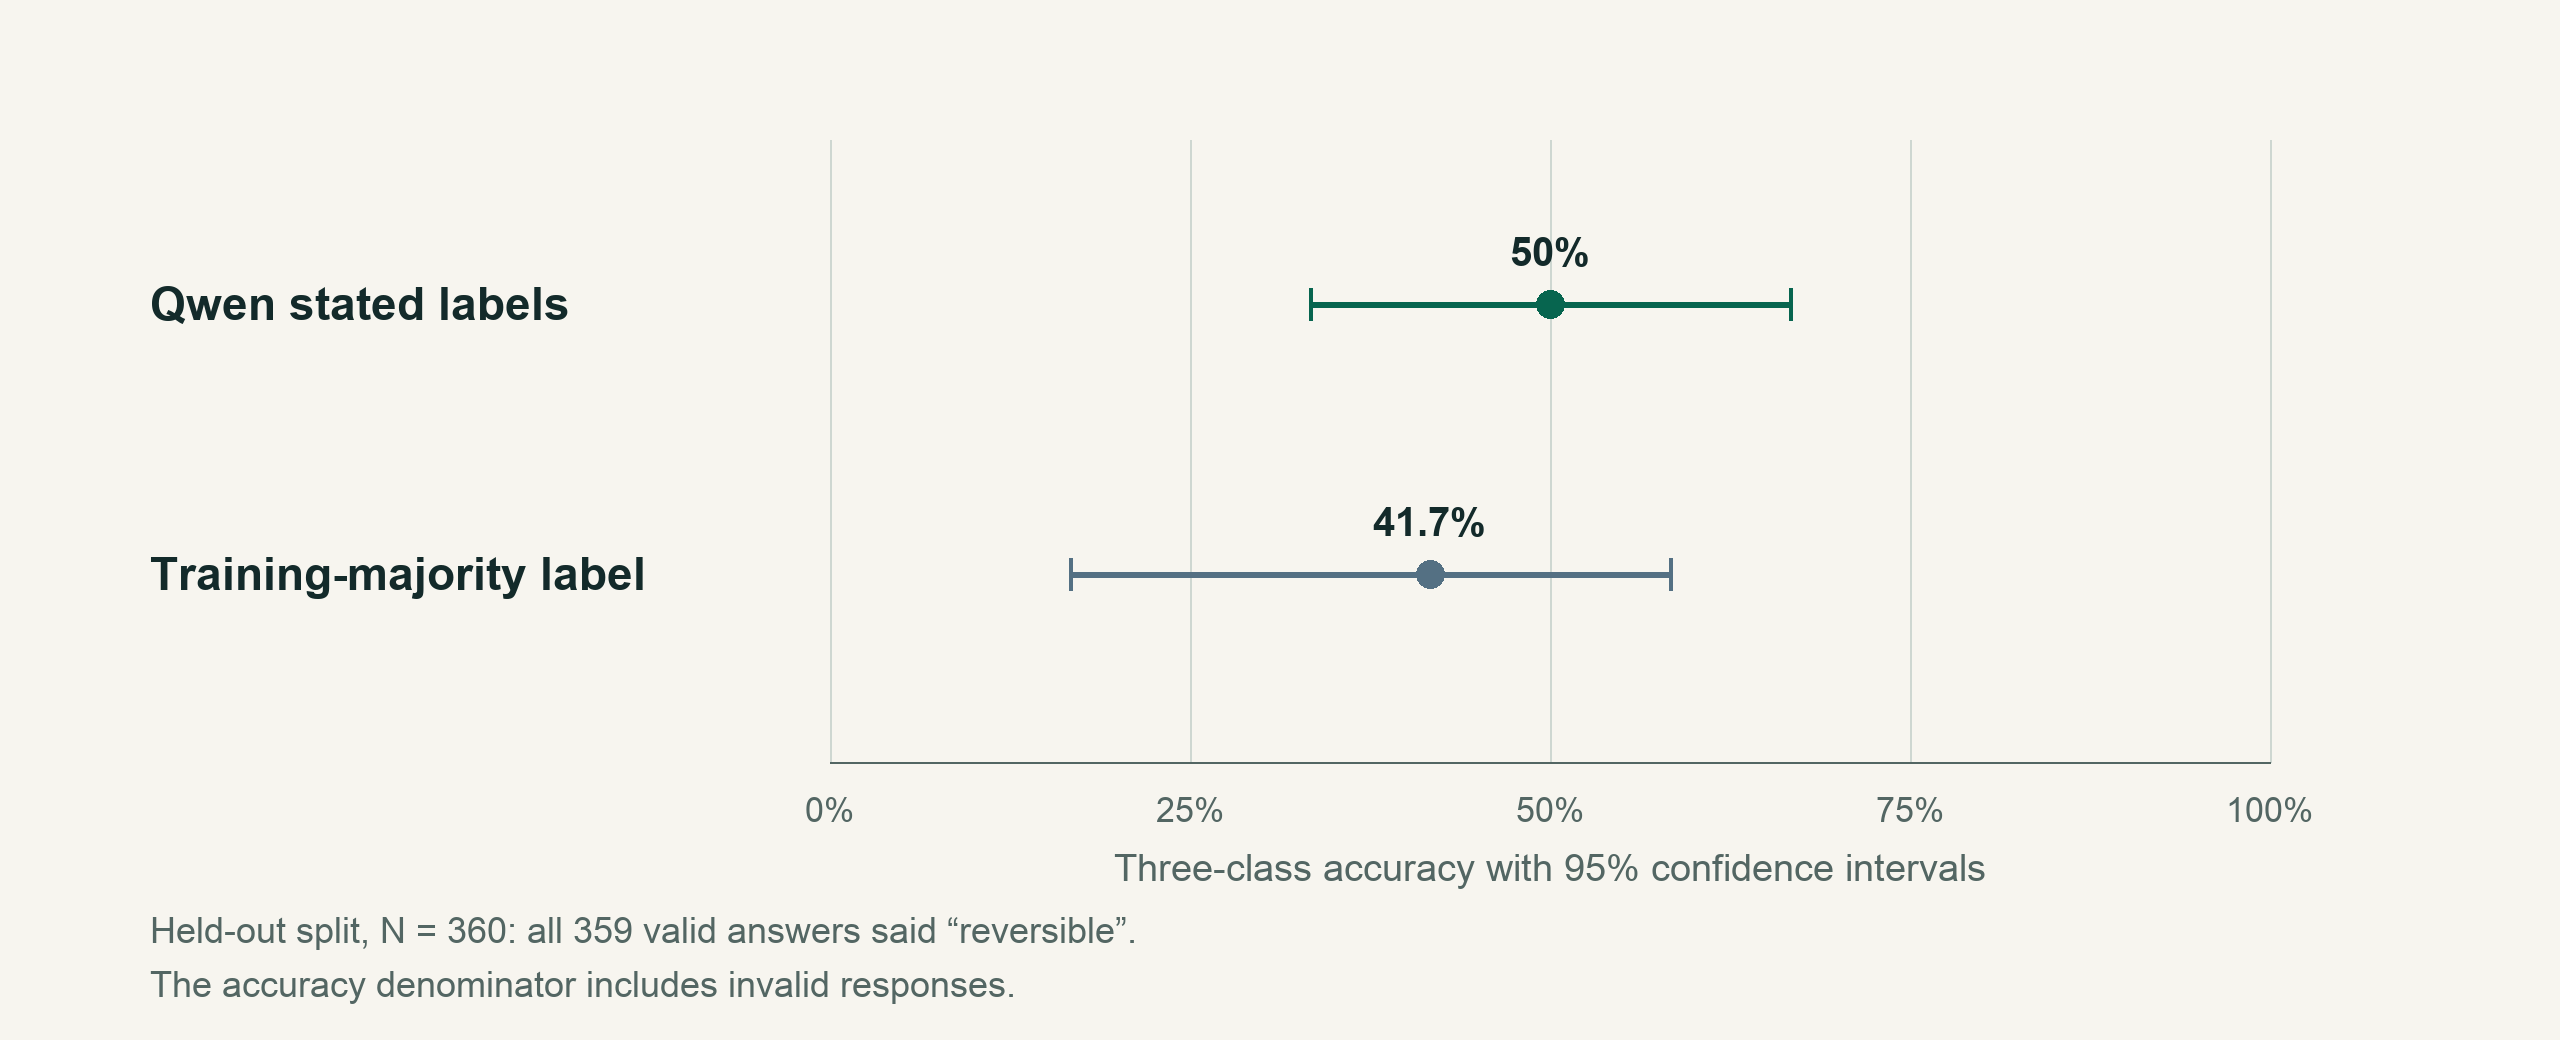 50%
Qwen stated labels
41.7%
Training-majority label
0% 25% 50% 75% 100%
Three-class accuracy with 95% confidence intervals
Held-out split, N = 360: all 359 valid answers said “reversible”.
The accuracy denominator includes invalid responses.